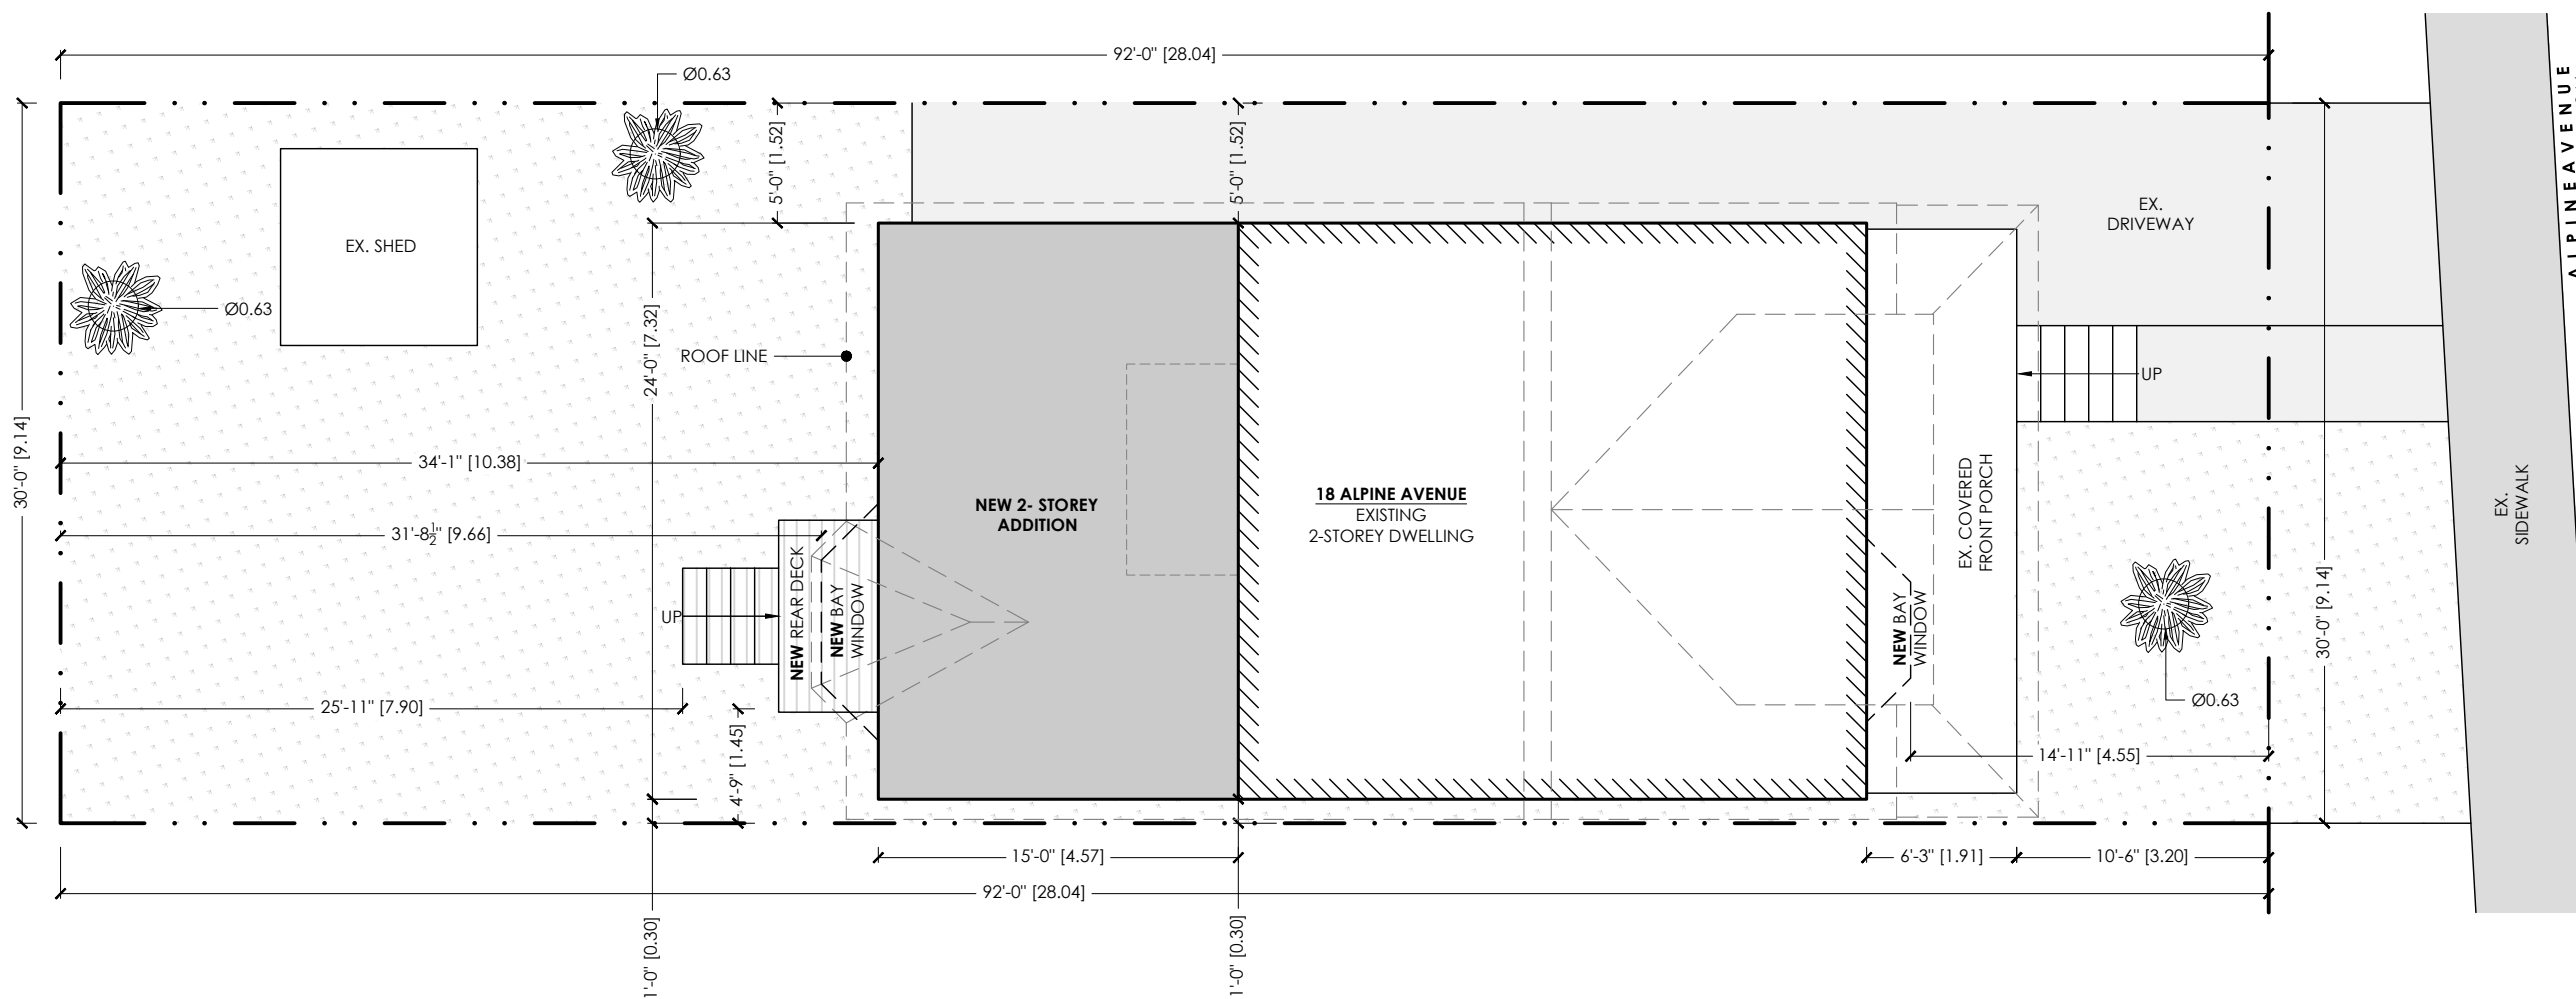 92'-0" [28.04]
Ø0.63
ALPINE AVENUE
5'-0" [1.52]
5'-0" [1.52]
EX.
DRIVEWAY
EX. SHED
Ø0.63
24'-0" [7.32]
ROOF LINE
UP
30'-0" [9.14]
34'-1" [10.38]
NEW 2- STOREY
ADDITION
18 ALPINE AVENUE
EXISTING
2-STOREY DWELLING
EX. COVERED
FRONT PORCH
EX.
SIDEWALK
31'-8½" [9.66]
NEW REAR DECK
NEW BAY
WINDOW
UP
NEW BAY
WINDOW
30'-0" [9.14]
25'-11" [7.90]
Ø0.63
4'-9" [1.45]
14'-11" [4.55]
15'-0" [4.57]
6'-3" [1.91]
10'-6" [3.20]
92'-0" [28.04]
1'-0" [0.30]
1'-0" [0.30]